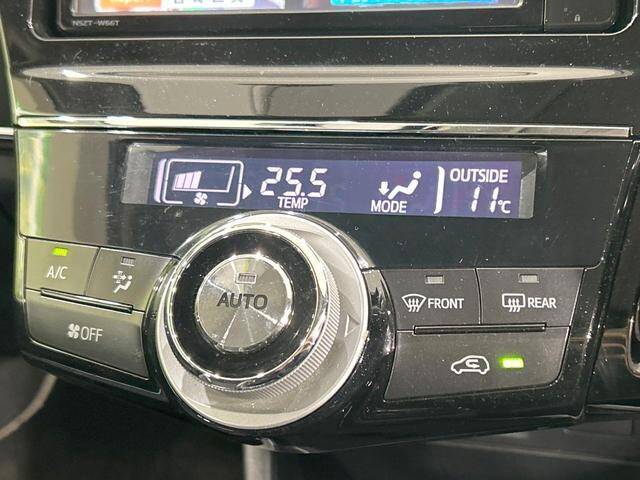 NSZT-W66T
25.5
TEMP
MODE
OUTSIDE
11°C
A/C
AUTO
FRONT
REAR
OFF